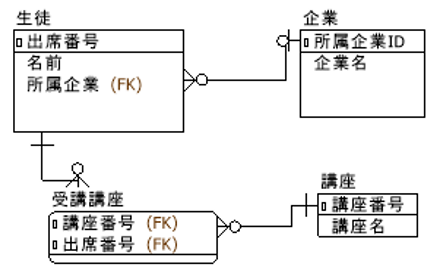 生徒
出席番号
名前
所属企業 (FK)
企業
所属企業ID
企業名
受講講座
講座番号 (FK)
出席番号 (FK)
講座
講座番号
講座名